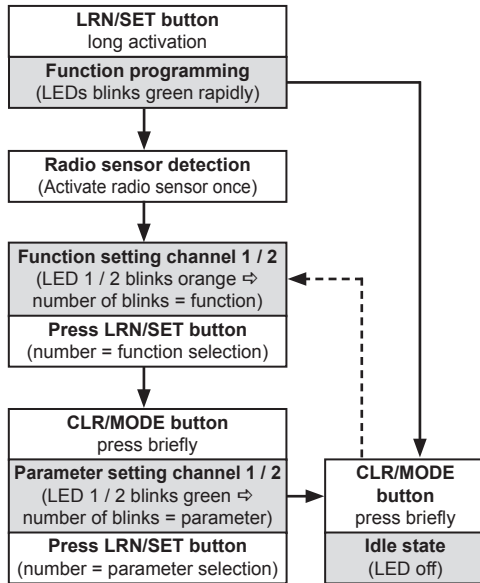 LRN/SET button
long activation
Function programming
(LEDs blinks green rapidly)
Radio sensor detection
(Activate radio sensor once)
Function setting channel 1 / 2
(LED 1 / 2 blinks orange ⇨
number of blinks = function)
Press LRN/SET button
(number = function selection)
CLR/MODE button
press briefly
Parameter setting channel 1 / 2
(LED 1 / 2 blinks green ⇨
number of blinks = parameter)
Press LRN/SET button
(number = parameter selection)
CLR/MODE
button
press briefly
Idle state
(LED off)